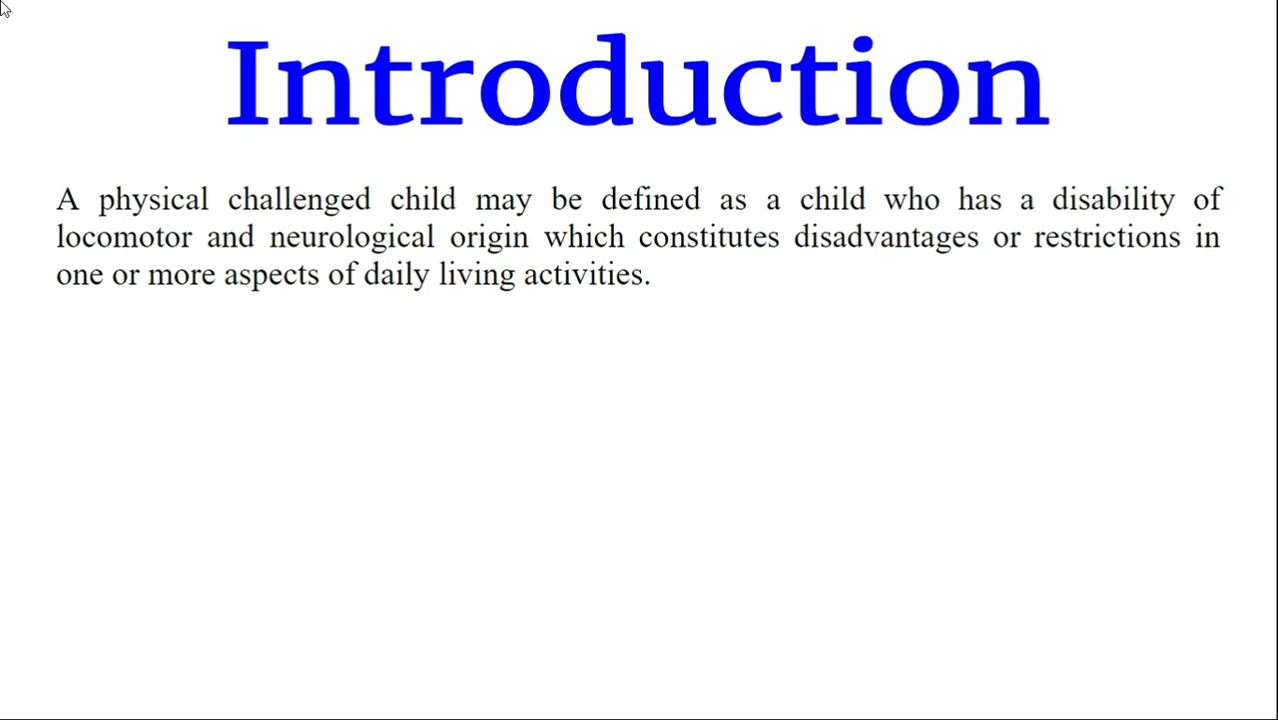 Introduction
A physical challenged child may be defined as a child who has a disability of
locomotor and neurological origin which constitutes disadvantages or restrictions in
one or more aspects of daily living activities.